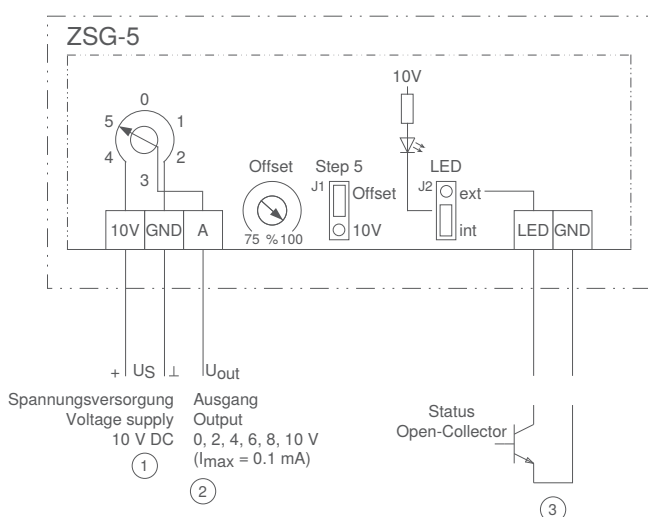 ZSG-5
10V
0
5 1
4 2
3
Offset
75 % 100
Step 5
J1 Offset
10V
LED
J2 ext
int
10V GND A
LED GND
+ US ⊥
Uout
Spannungsversorgung
Voltage supply
10 V DC
1
Ausgang
Output
0, 2, 4, 6, 8, 10 V
(Imax = 0.1 mA)
2
Status
Open-Collector
3